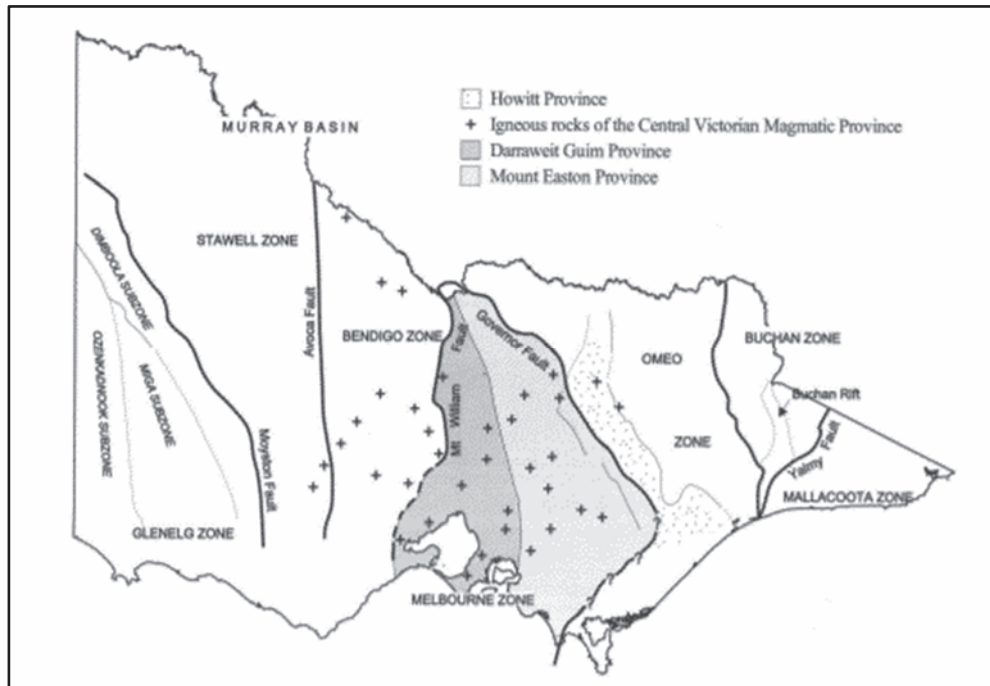 Howitt Province
Igneous rocks of the Central Victorian Magmatic Province
Darraweit Guim Province
Mount Easton Province
MURRAY BASIN
STAWELL ZONE
DIMBOOLA SUBZONE
OZENKADNOOK SUBZONE
MIGA SUBZONE
Moyston Fault
GLENELG ZONE
Avoca Fault
BENDIGO ZONE
Mt William Fault
Governor Fault
MELBOURNE ZONE
OMEO
ZONE
BUCHAN ZONE
Buchan Rift
Yalmy Fault
MALLACOOTA ZONE
?
?
?